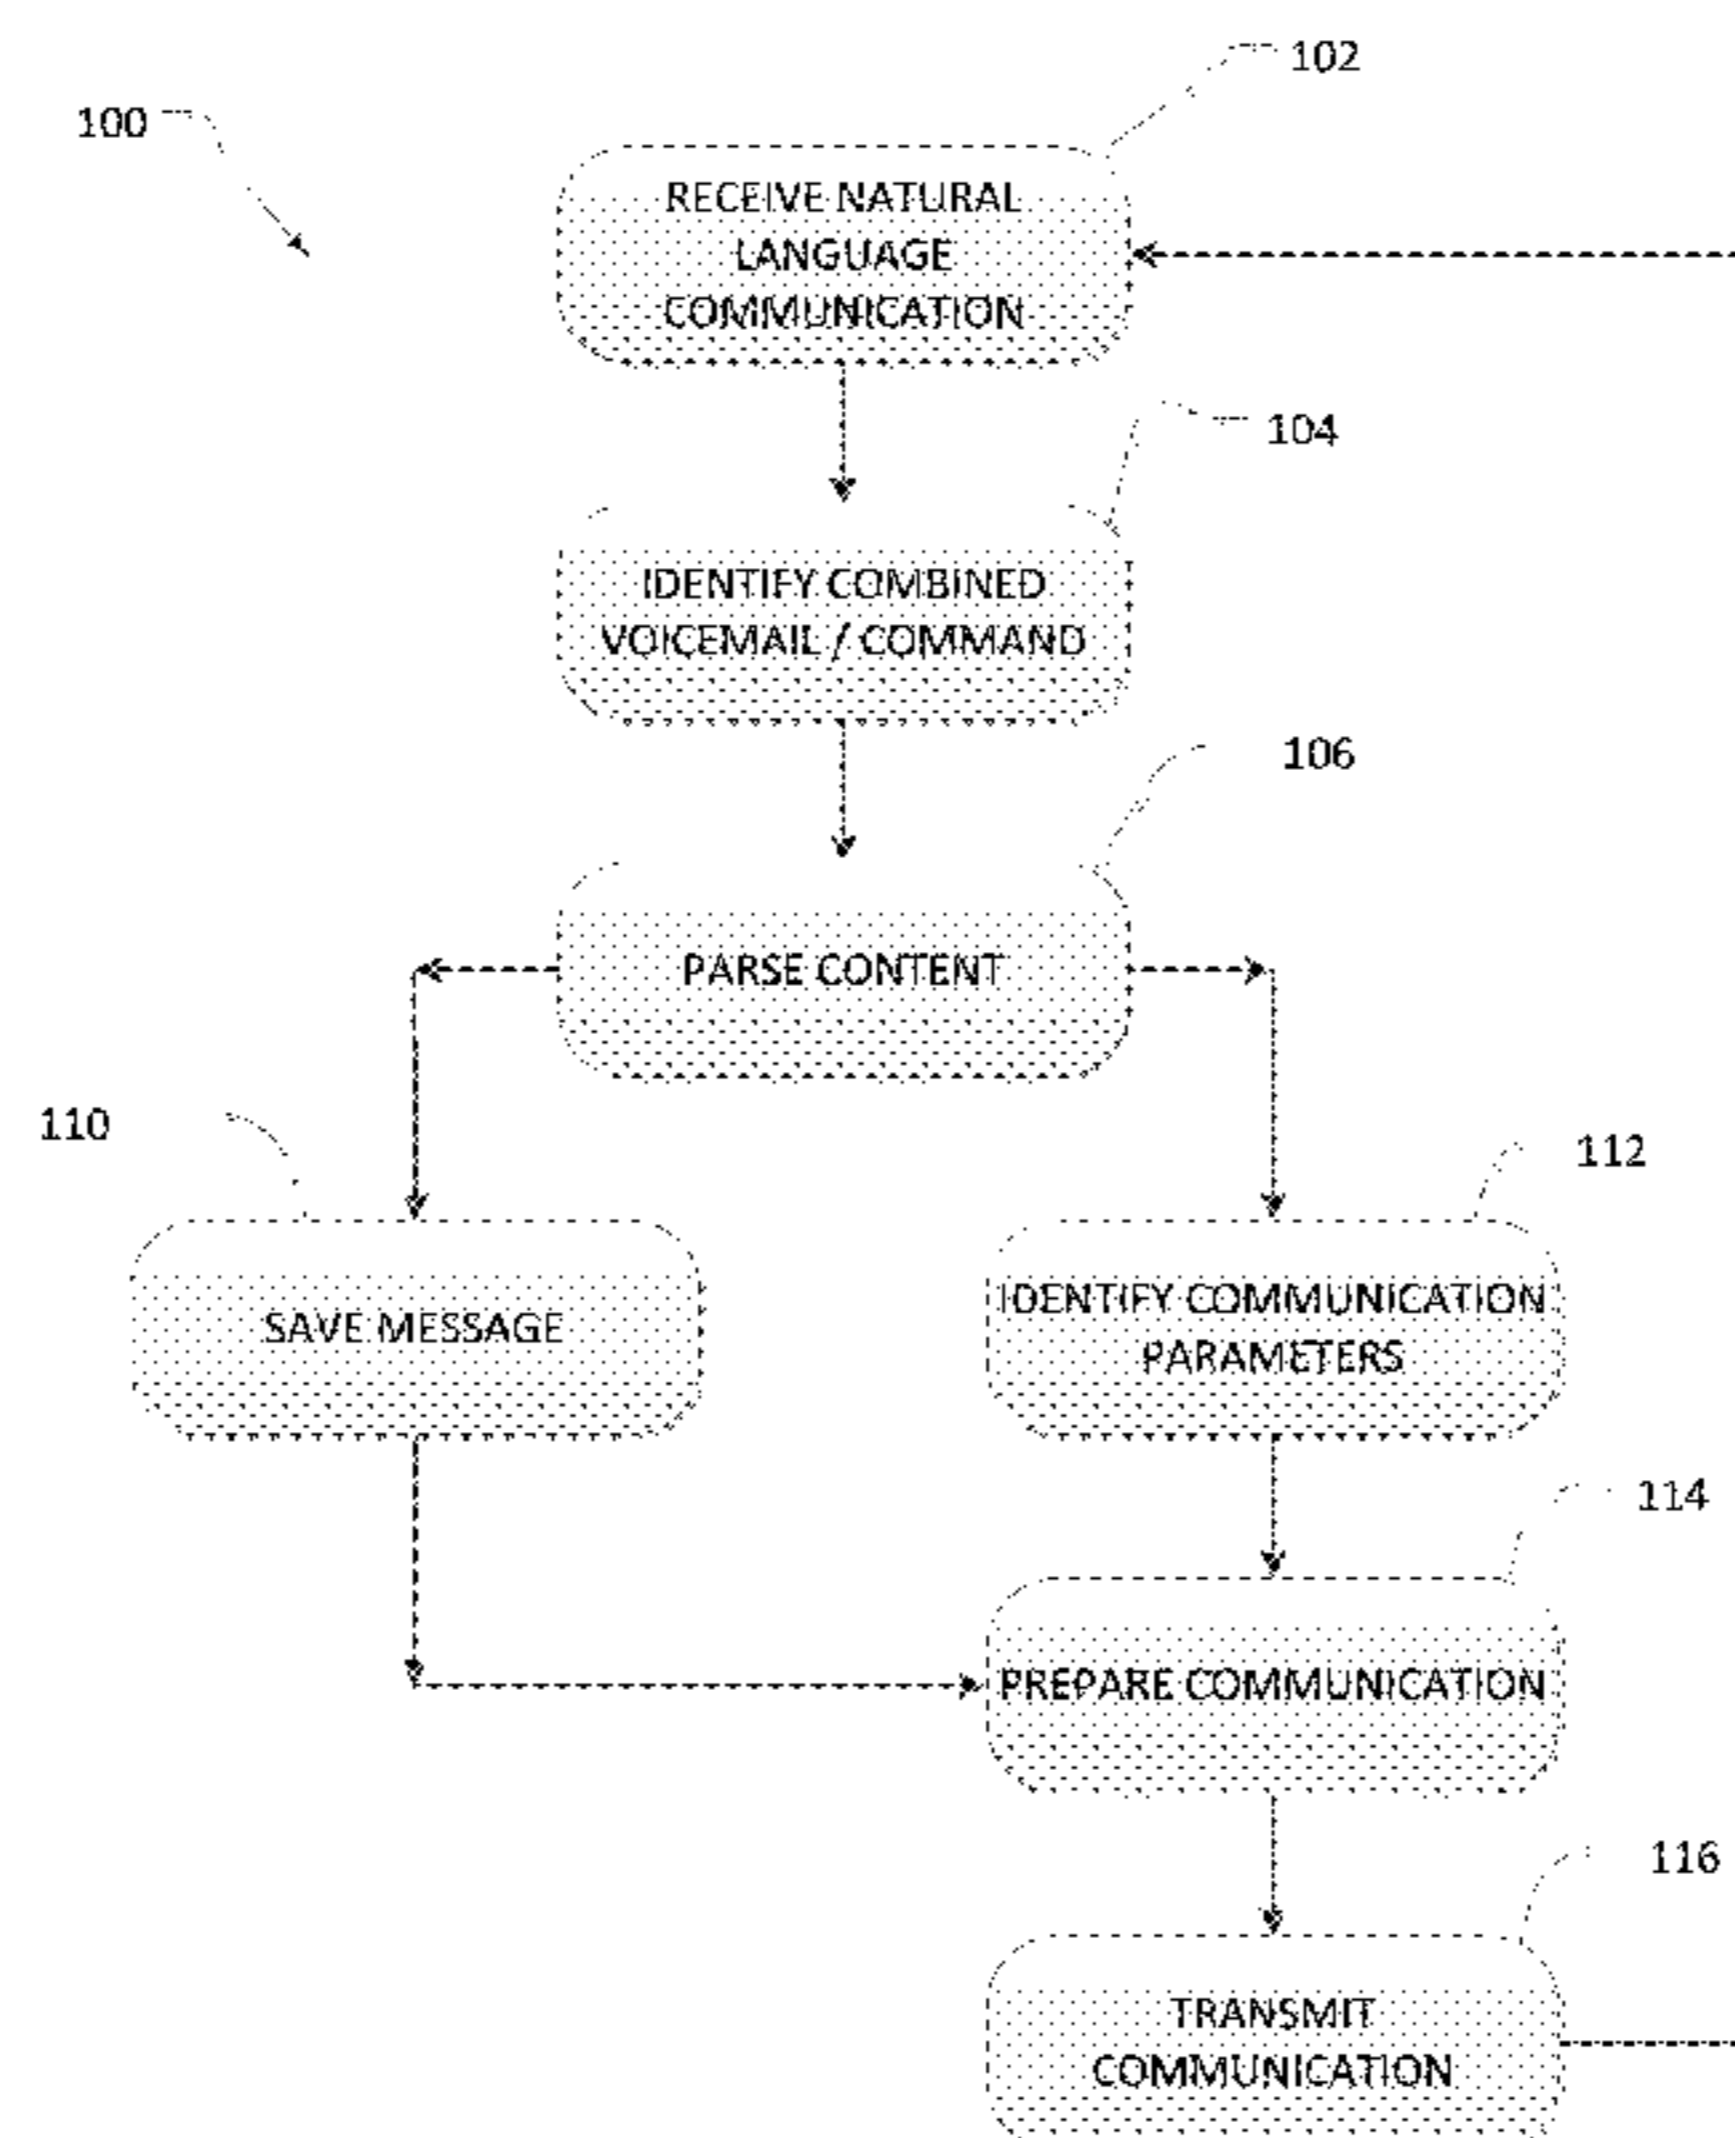 102
100
RECEIVE NATURAL
LANGUAGE
COMMUNICATION
104
IDENTIFY COMBINED
VOICEMAIL / COMMAND
106
PARSE CONTENT
110
112
SAVE MESSAGE
IDENTIFY COMMUNICATION
PARAMETERS
114
PREPARE COMMUNICATION
116
TRANSMIT
COMMUNICATION